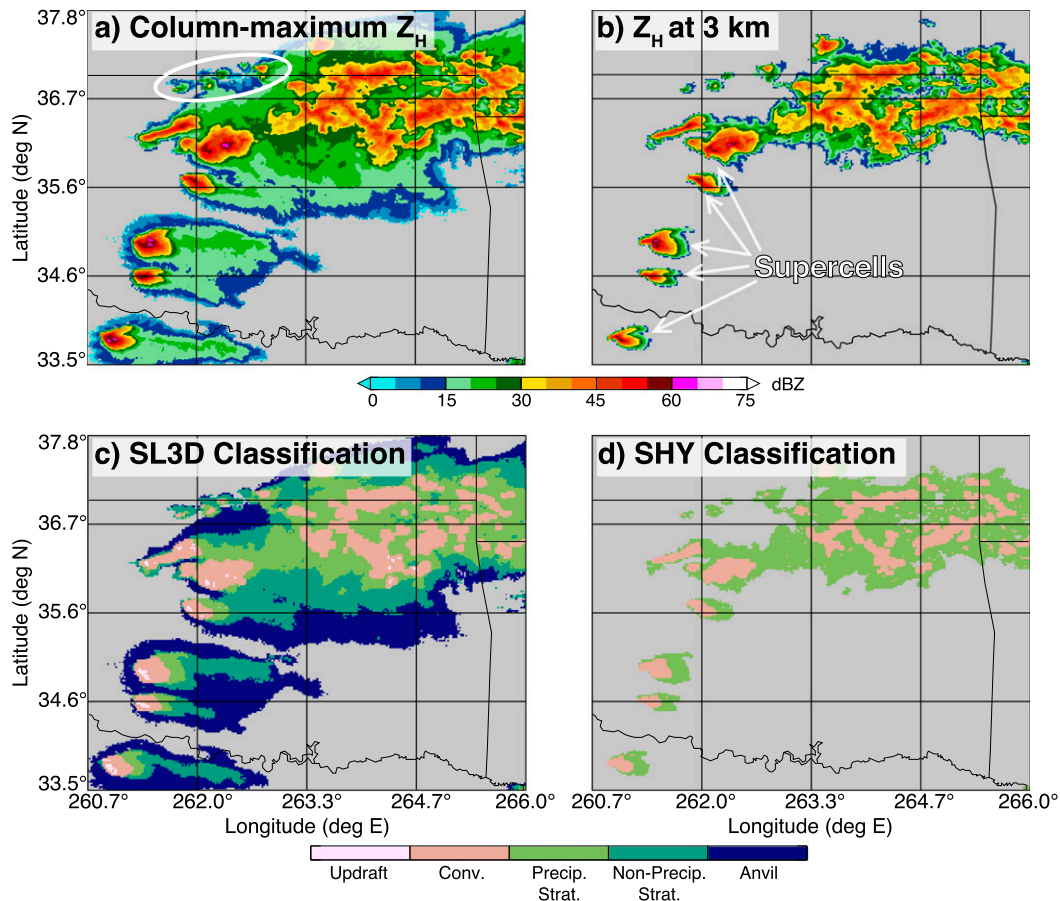 a) Column-maximum ZH
b) ZH at 3 km
37.8°
36.7°
35.6°
34.6°
33.5°
Latitude (deg N)
Supercells
0 15 30 45 60 75 dBZ
c) SL3D Classification
d) SHY Classification
37.8°
36.7°
35.6°
34.6°
33.5°
Latitude (deg N)
260.7° 262.0° 263.3° 264.7° 266.0°
260.7° 262.0° 263.3° 264.7° 266.0°
Longitude (deg E)
Longitude (deg E)
Updraft
Conv.
Precip.
Strat.
Non-Precip.
Strat.
Anvil